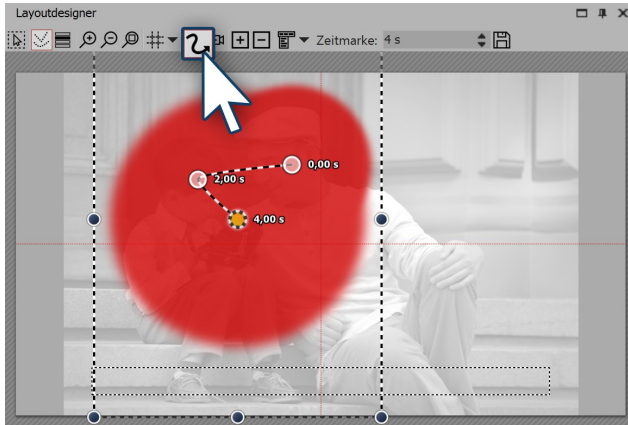 Layoutdesigner
Zeitmarke: 4 s
0,00 s
2,00 s
4,00 s